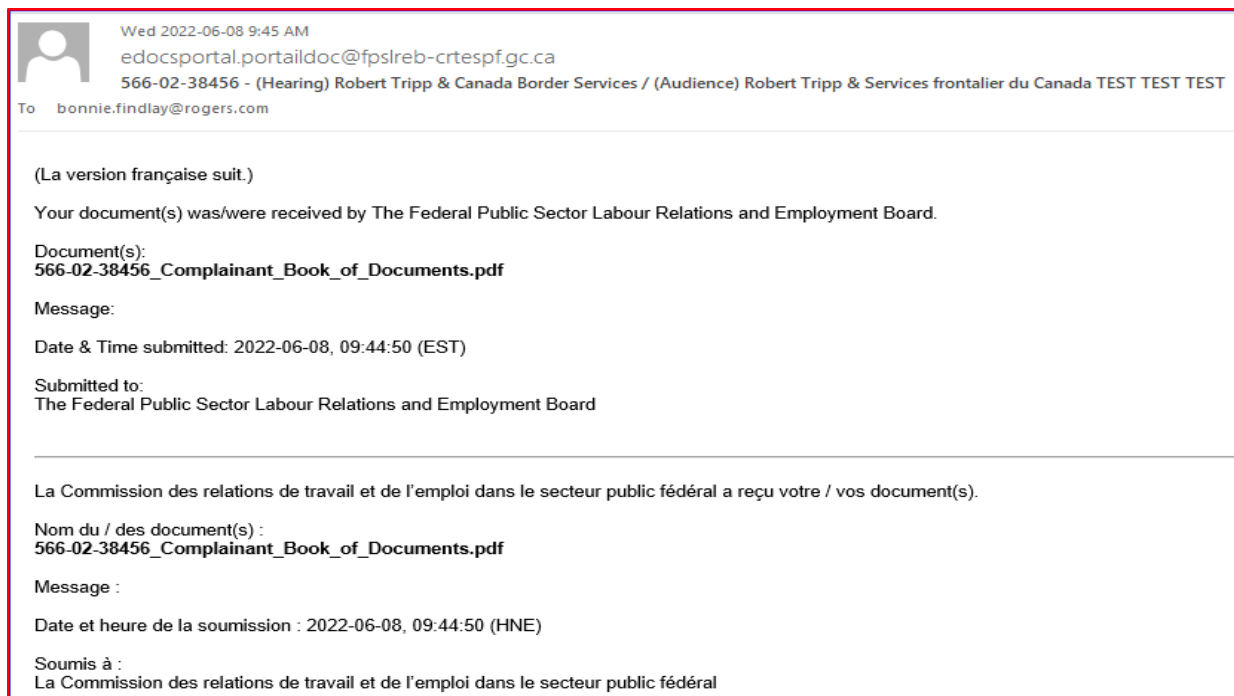 Wed 2022-06-08 9:45 AM
edocsportal.portaildoc@fpslreb-crtespf.gc.ca
566-02-38456 - (Hearing) Robert Tripp & Canada Border Services / (Audience) Robert Tripp & Services frontalier du Canada TEST TEST TEST
To bonnie.findlay@rogers.com
(La version française suit.)
Your document(s) was/were received by The Federal Public Sector Labour Relations and Employment Board.
Document(s):
566-02-38456_Complainant_Book_of_Documents.pdf
Message:
Date & Time submitted: 2022-06-08, 09:44:50 (EST)
Submitted to:
The Federal Public Sector Labour Relations and Employment Board
La Commission des relations de travail et de l'emploi dans le secteur public fédéral a reçu votre / vos document(s).
Nom du / des document(s) :
566-02-38456_Complainant_Book_of_Documents.pdf
Message :
Date et heure de la soumission : 2022-06-08, 09:44:50 (HNE)
Soumis à :
La Commission des relations de travail et de l'emploi dans le secteur public fédéral